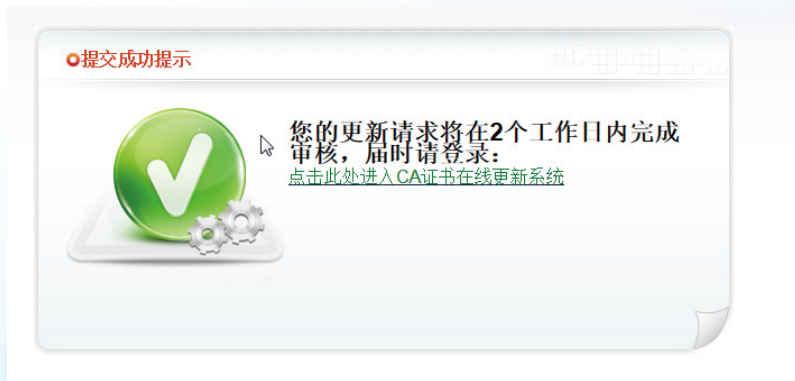 提交成功提示
您的更新请求将在2个工作日内完成
审核，届时请登录：
点击此处进入CA证书在线更新系统